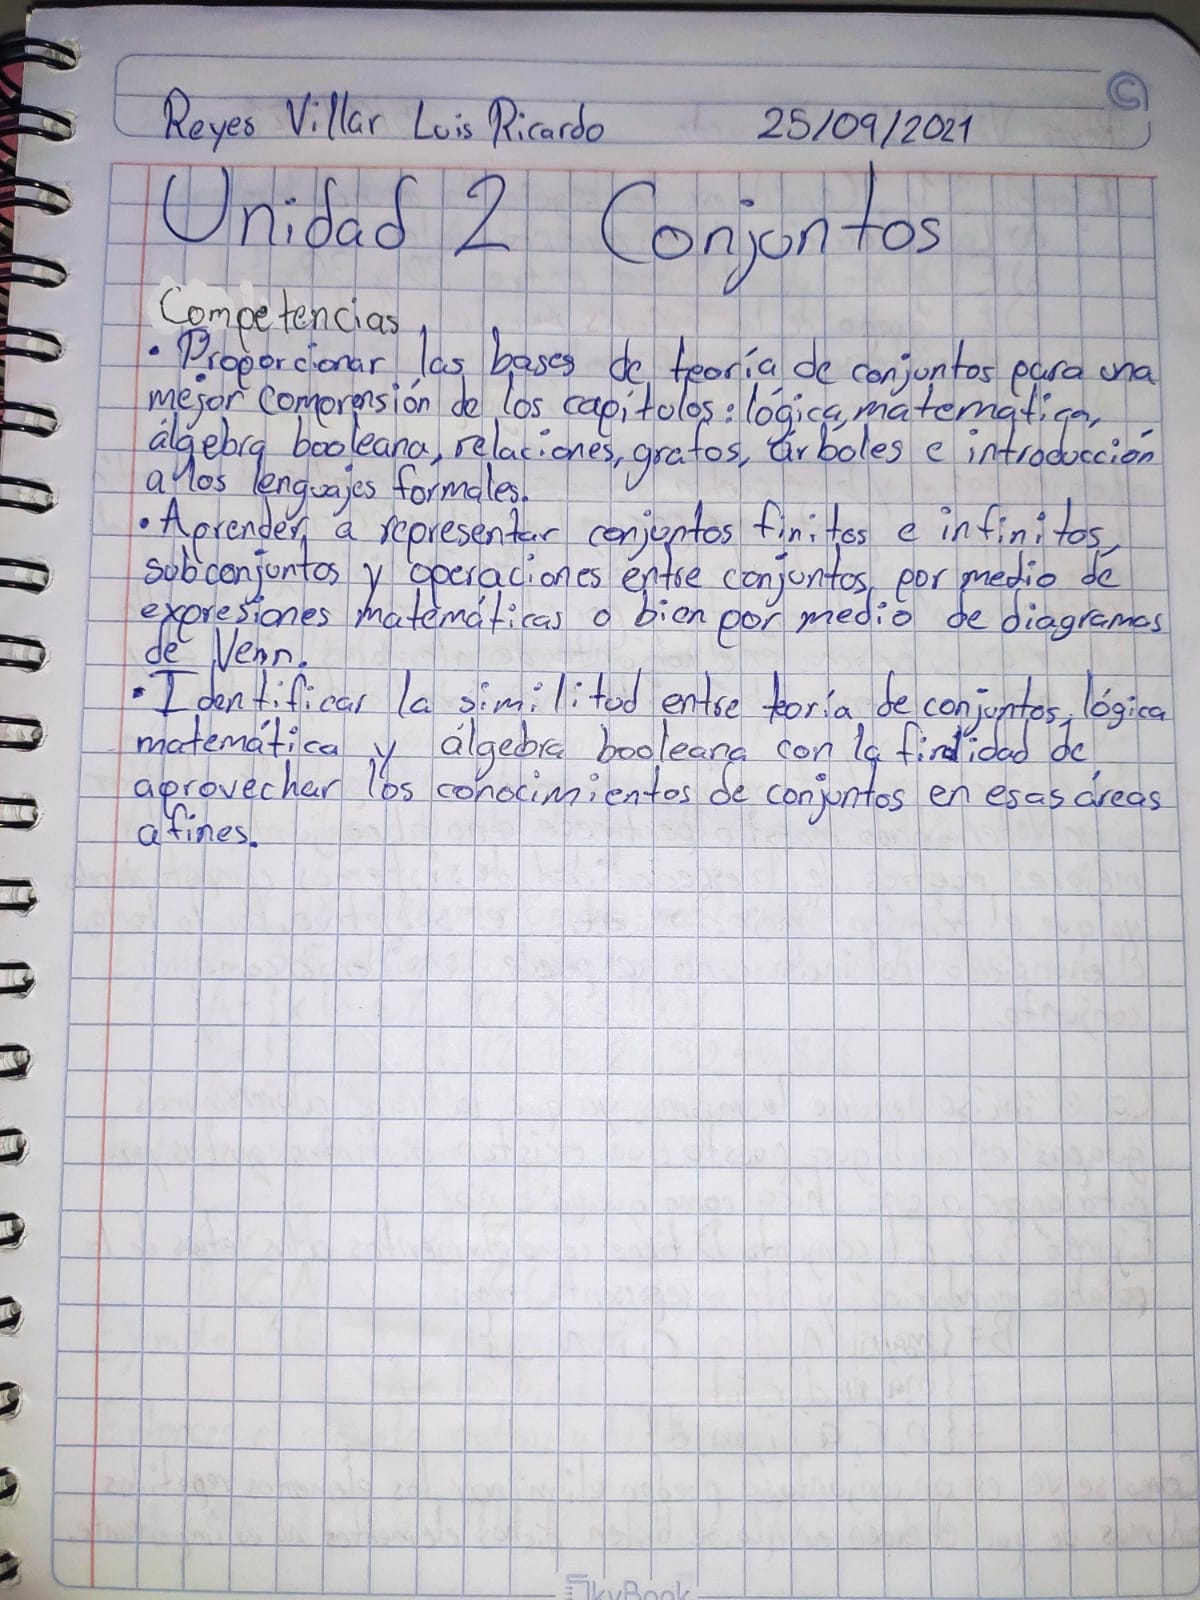 Reyes Villar Luis Ricardo 25/09/2021
Unidad 2 Conjuntos
Competencias
• Proporcionar las bases de teoría de conjuntos para una
mejor comprensión de los capítulos: lógica, matemática,
álgebra booleana, relaciones, grafos, árboles e introducción
a los lenguajes formales.
• Aprender a representar conjuntos finitos e infinitos,
subconjuntos y operaciones entre conjuntos, por medio de
expresiones matemáticas o bien por medio de diagramas
de Venn.
• Identificar la similitud entre teoría de conjuntos, lógica
matemática y álgebra booleana con la finalidad de
aprovechar los conocimientos de conjuntos en esas áreas
afines.
SkyBook